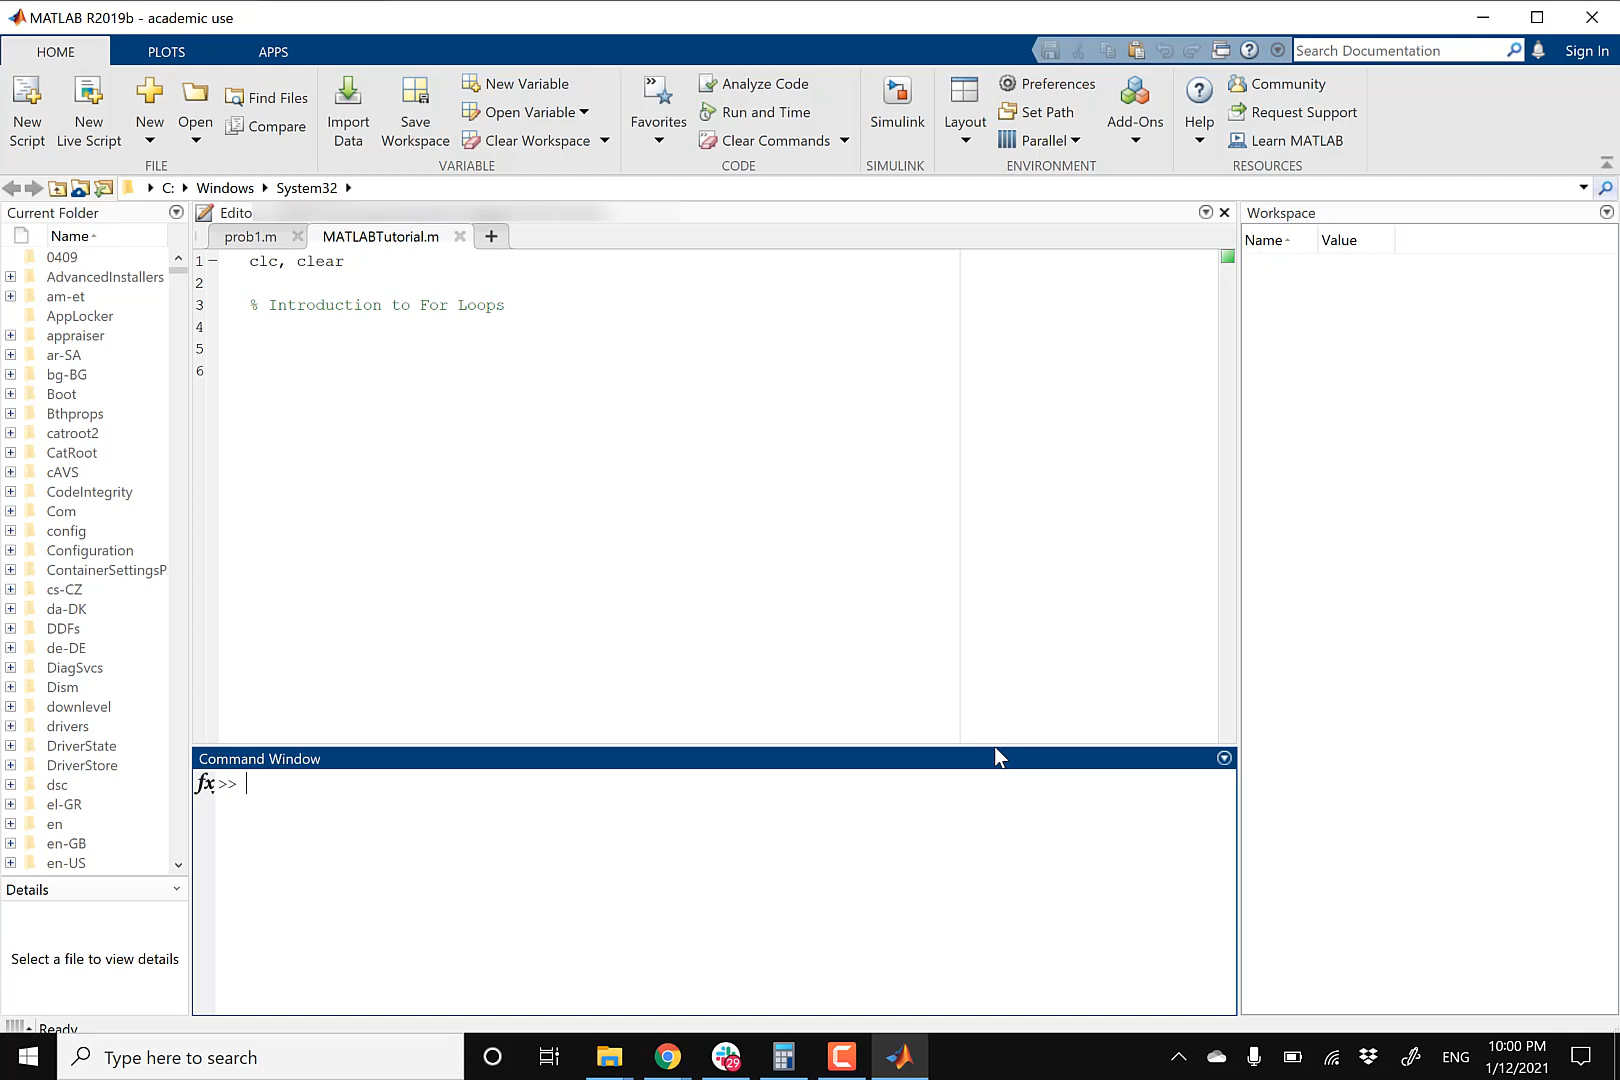 MATLAB R2019b - academic use
HOME PLOTS APPS
Search Documentation
Sign In
New Script
New Live Script
New
Open
Find Files
Compare
FILE
Import Data
Save Workspace
New Variable
Open Variable
Clear Workspace
VARIABLE
Favorites
Analyze Code
Run and Time
Clear Commands
CODE
Simulink
SIMULINK
Layout
Preferences
Set Path
Parallel
Add-Ons
ENVIRONMENT
Help
Community
Request Support
Learn MATLAB
RESOURCES
C: Windows System32
Current Folder
Name
0409
AdvancedInstallers
am-et
AppLocker
appraiser
ar-SA
bg-BG
Boot
Bthprops
catroot2
CatRoot
cAVS
CodeIntegrity
Com
config
Configuration
ContainerSettingsP
cs-CZ
da-DK
DDFs
de-DE
DiagSvcs
Dism
downlevel
drivers
DriverState
DriverStore
dsc
el-GR
en
en-GB
en-US
Details
Select a file to view details
Ready
Edito
prob1.m
MATLABTutorial.m
1 — clc, clear
2
3 % Introduction to For Loops
4
5
6
Command Window
fx >>
Workspace
Name Value
Type here to search
29
ENG
10:00 PM
1/12/2021